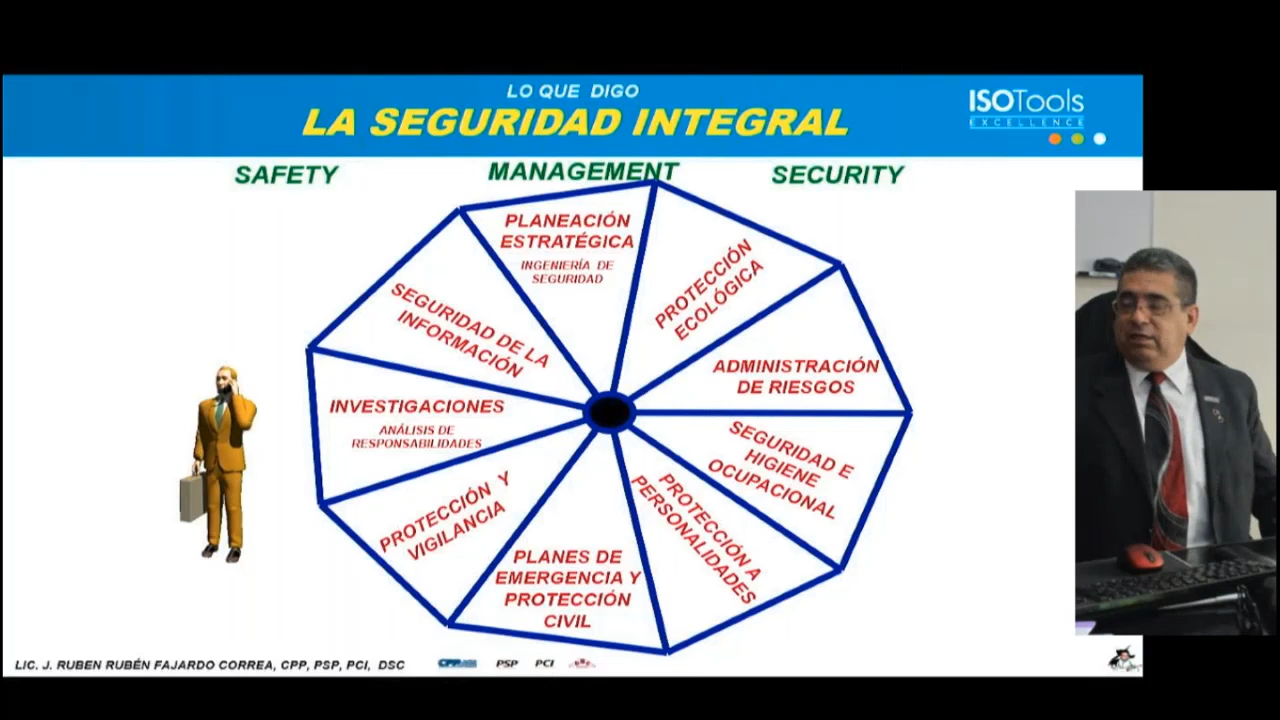 LO QUE DIGO
LA SEGURIDAD INTEGRAL
ISOTools
EXCELLENCE
SAFETY
MANAGEMENT
SECURITY
PLANEACIÓN
ESTRATÉGICA
INGENIERÍA DE
SEGURIDAD
PROTECCIÓN
ECOLÓGICA
SEGURIDAD DE LA
INFORMACIÓN
ADMINISTRACIÓN
DE RIESGOS
INVESTIGACIONES
ANÁLISIS DE
RESPONSABILIDADES
SEGURIDAD E
HIGIENE
OCUPACIONAL
PROTECCIÓN Y
VIGILANCIA
PROTECCIÓN A
PERSONALIDADES
PLANES DE
EMERGENCIA Y
PROTECCIÓN
CIVIL
LIC. J. RUBEN RUBÉN FAJARDO CORREA, CPP, PSP, PCI, DSC
CPP
PSP
PCI